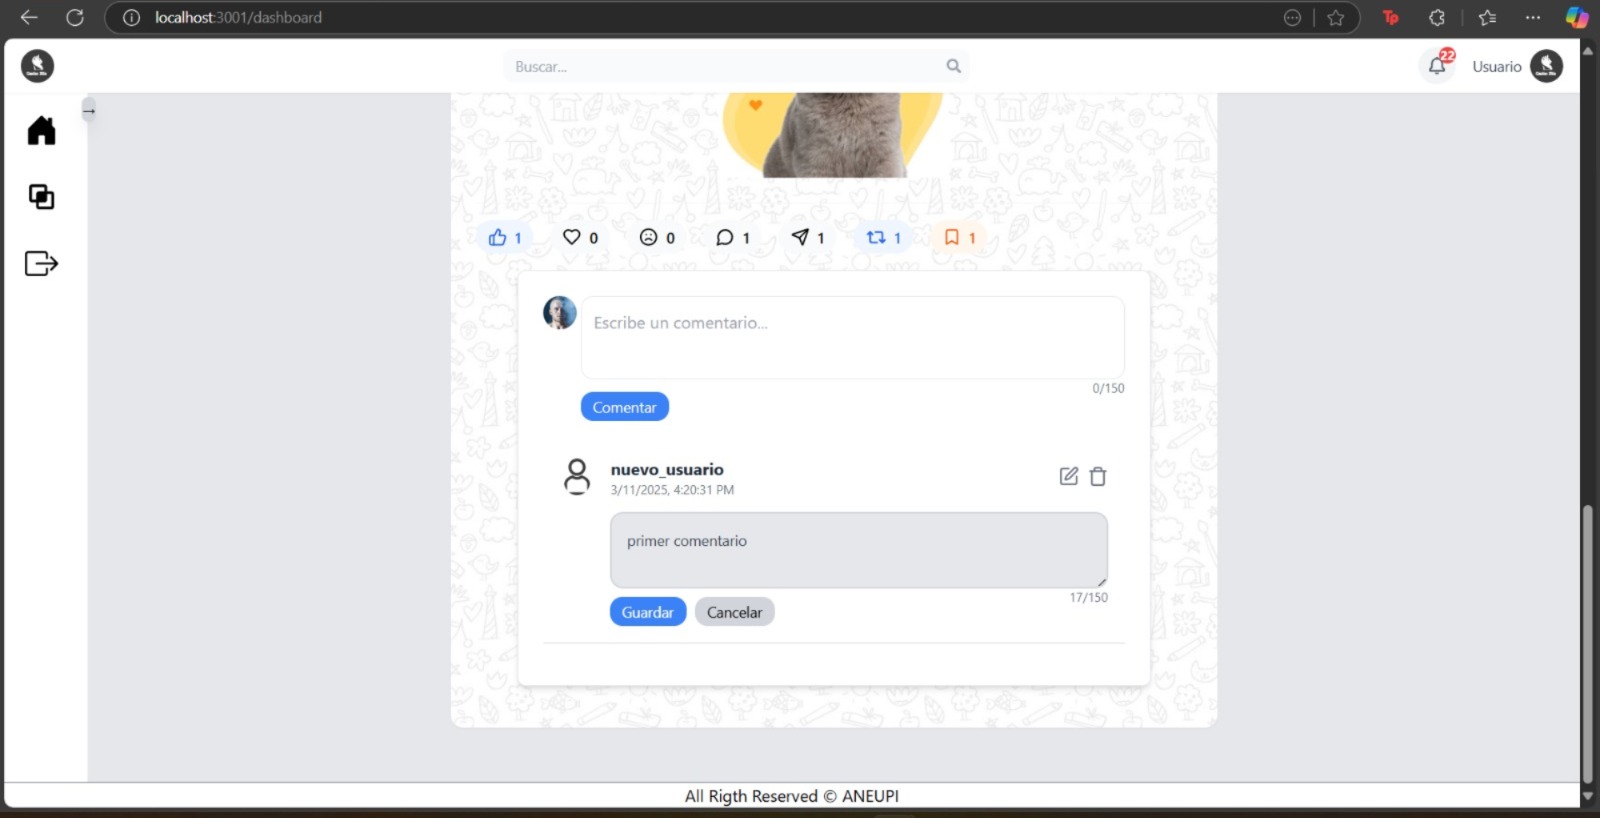 localhost:3001/dashboard
Tp
Buscar...
22
Usuario
1 0 0 1 1 1 1
Escribe un comentario...
0/150
Comentar
nuevo_usuario
3/11/2025, 4:20:31 PM
primer comentario
17/150
Guardar Cancelar
All Rigth Reserved © ANEUPI